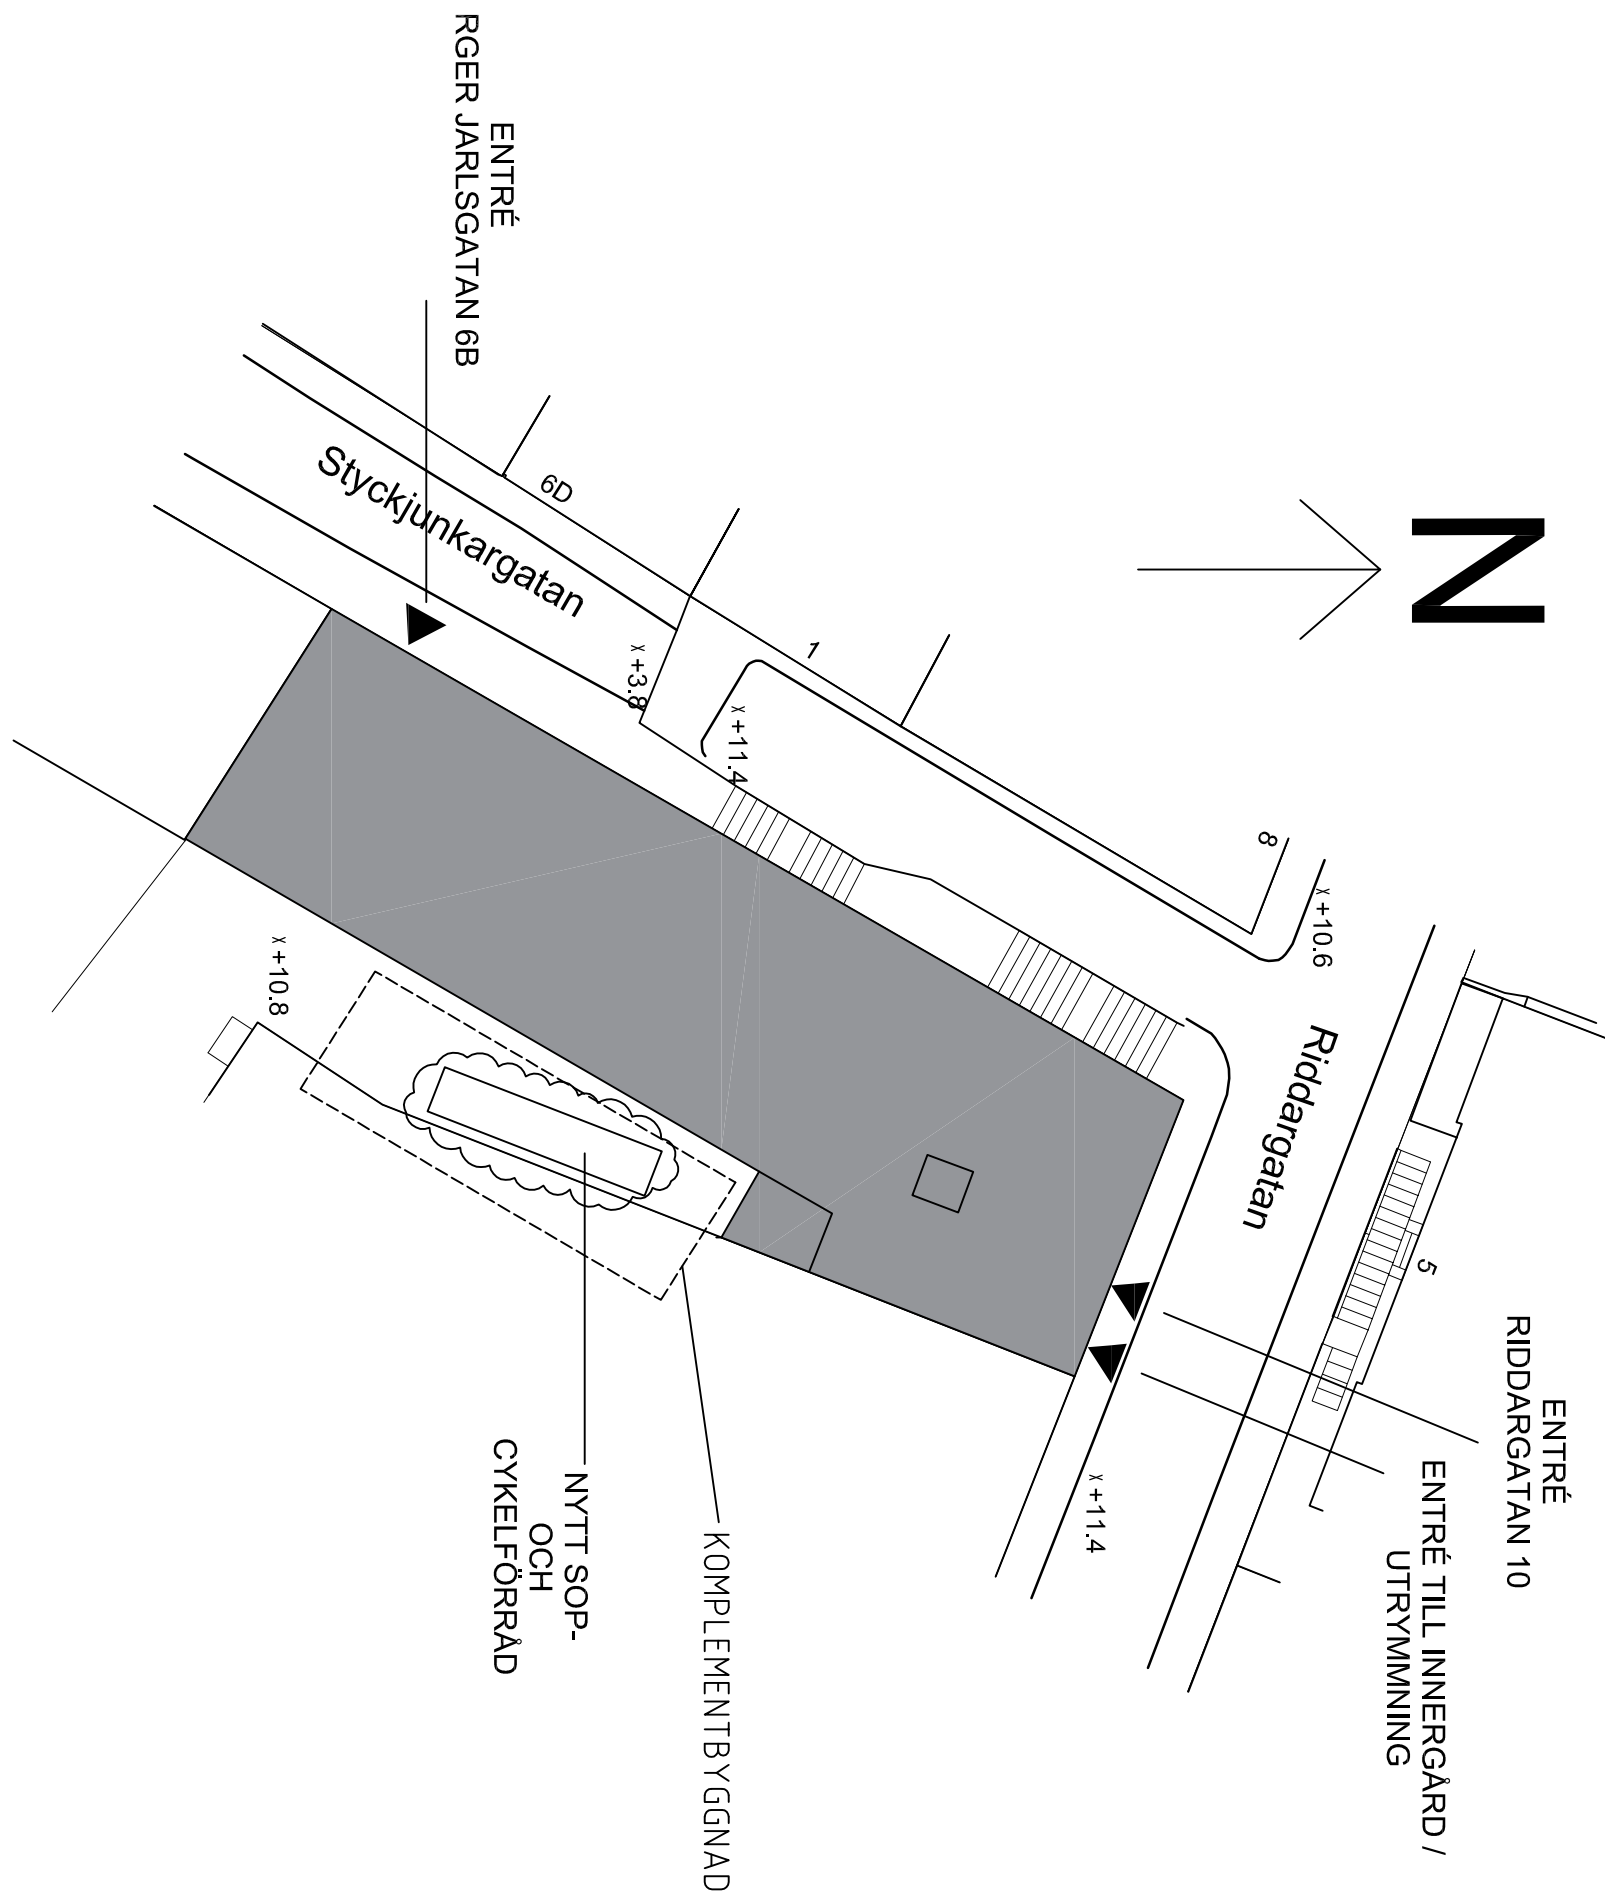 N
ENTRÉ
RIDDARGATAN 10
ENTRÉ TILL INNERGÅRD /
UTRYMMNING
5
Riddargatan
x +10.6
8
x +11.4
1
x +11.4
x +3.8
6D
Styckjunkargatan
ENTRÉ
RGER JARLSGATAN 6B
x +10.8
KOMPLEMENTBYGGNAD
NYTT SOP-
OCH
CYKELFÖRRÅD